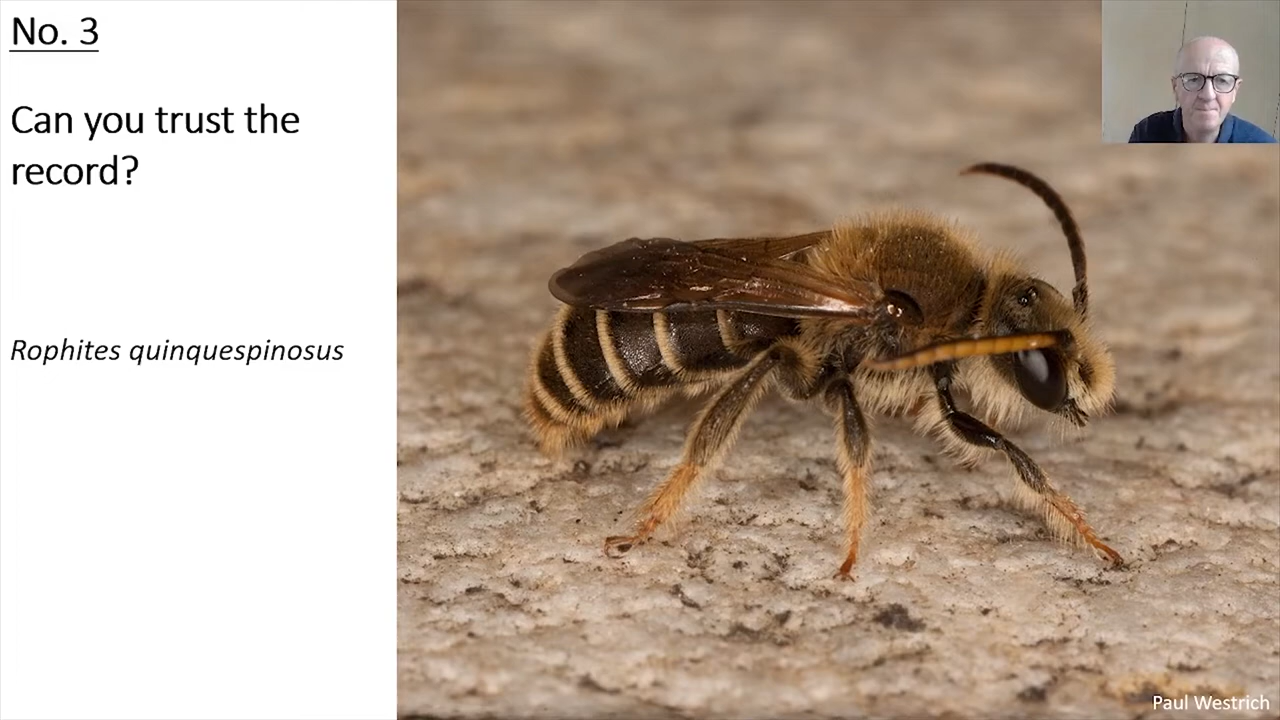 No. 3
Can you trust the
record?
Rophites quinquespinosus
Paul Westrich